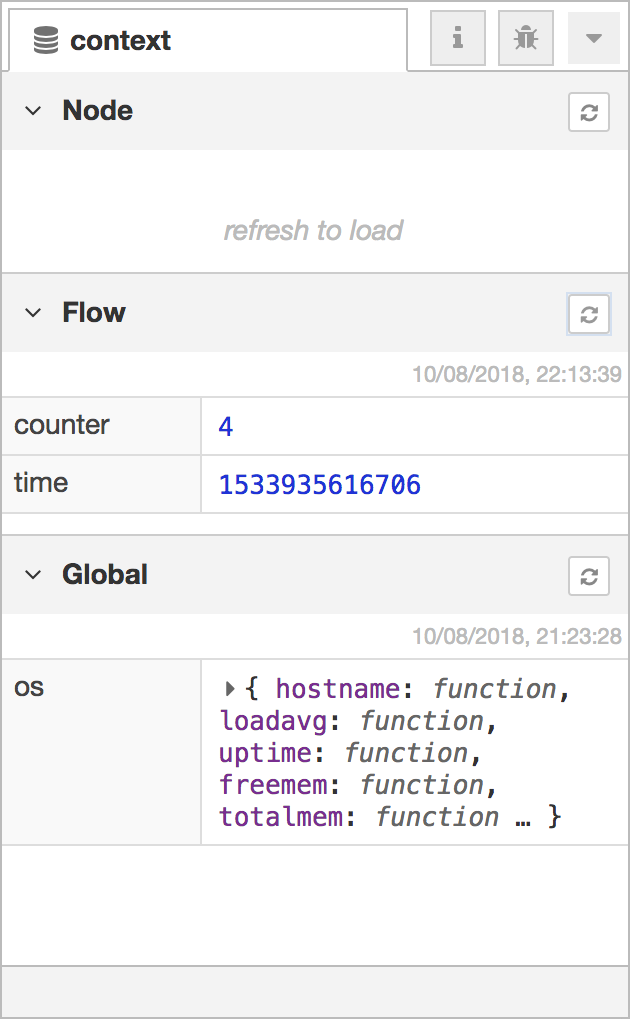 context
Node
refresh to load
Flow
10/08/2018, 22:13:39
counter 4
time 1533935616706
Global
10/08/2018, 21:23:28
os { hostname: function,
loadavg: function,
uptime: function,
freemem: function,
totalmem: function … }